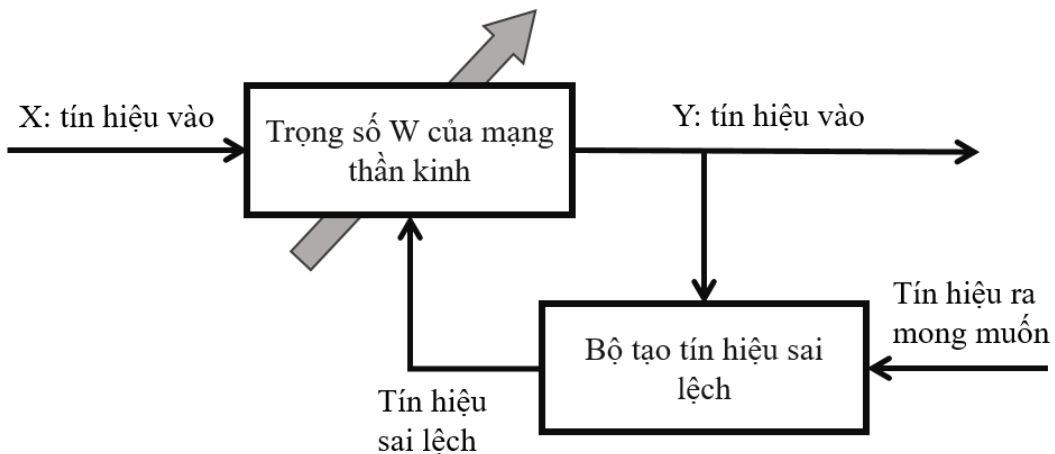 X: tín hiệu vào
Trọng số W của mạng
thần kinh
Y: tín hiệu vào
Tín hiệu ra
mong muốn
Bộ tạo tín hiệu sai
lệch
Tín hiệu
sai lệch